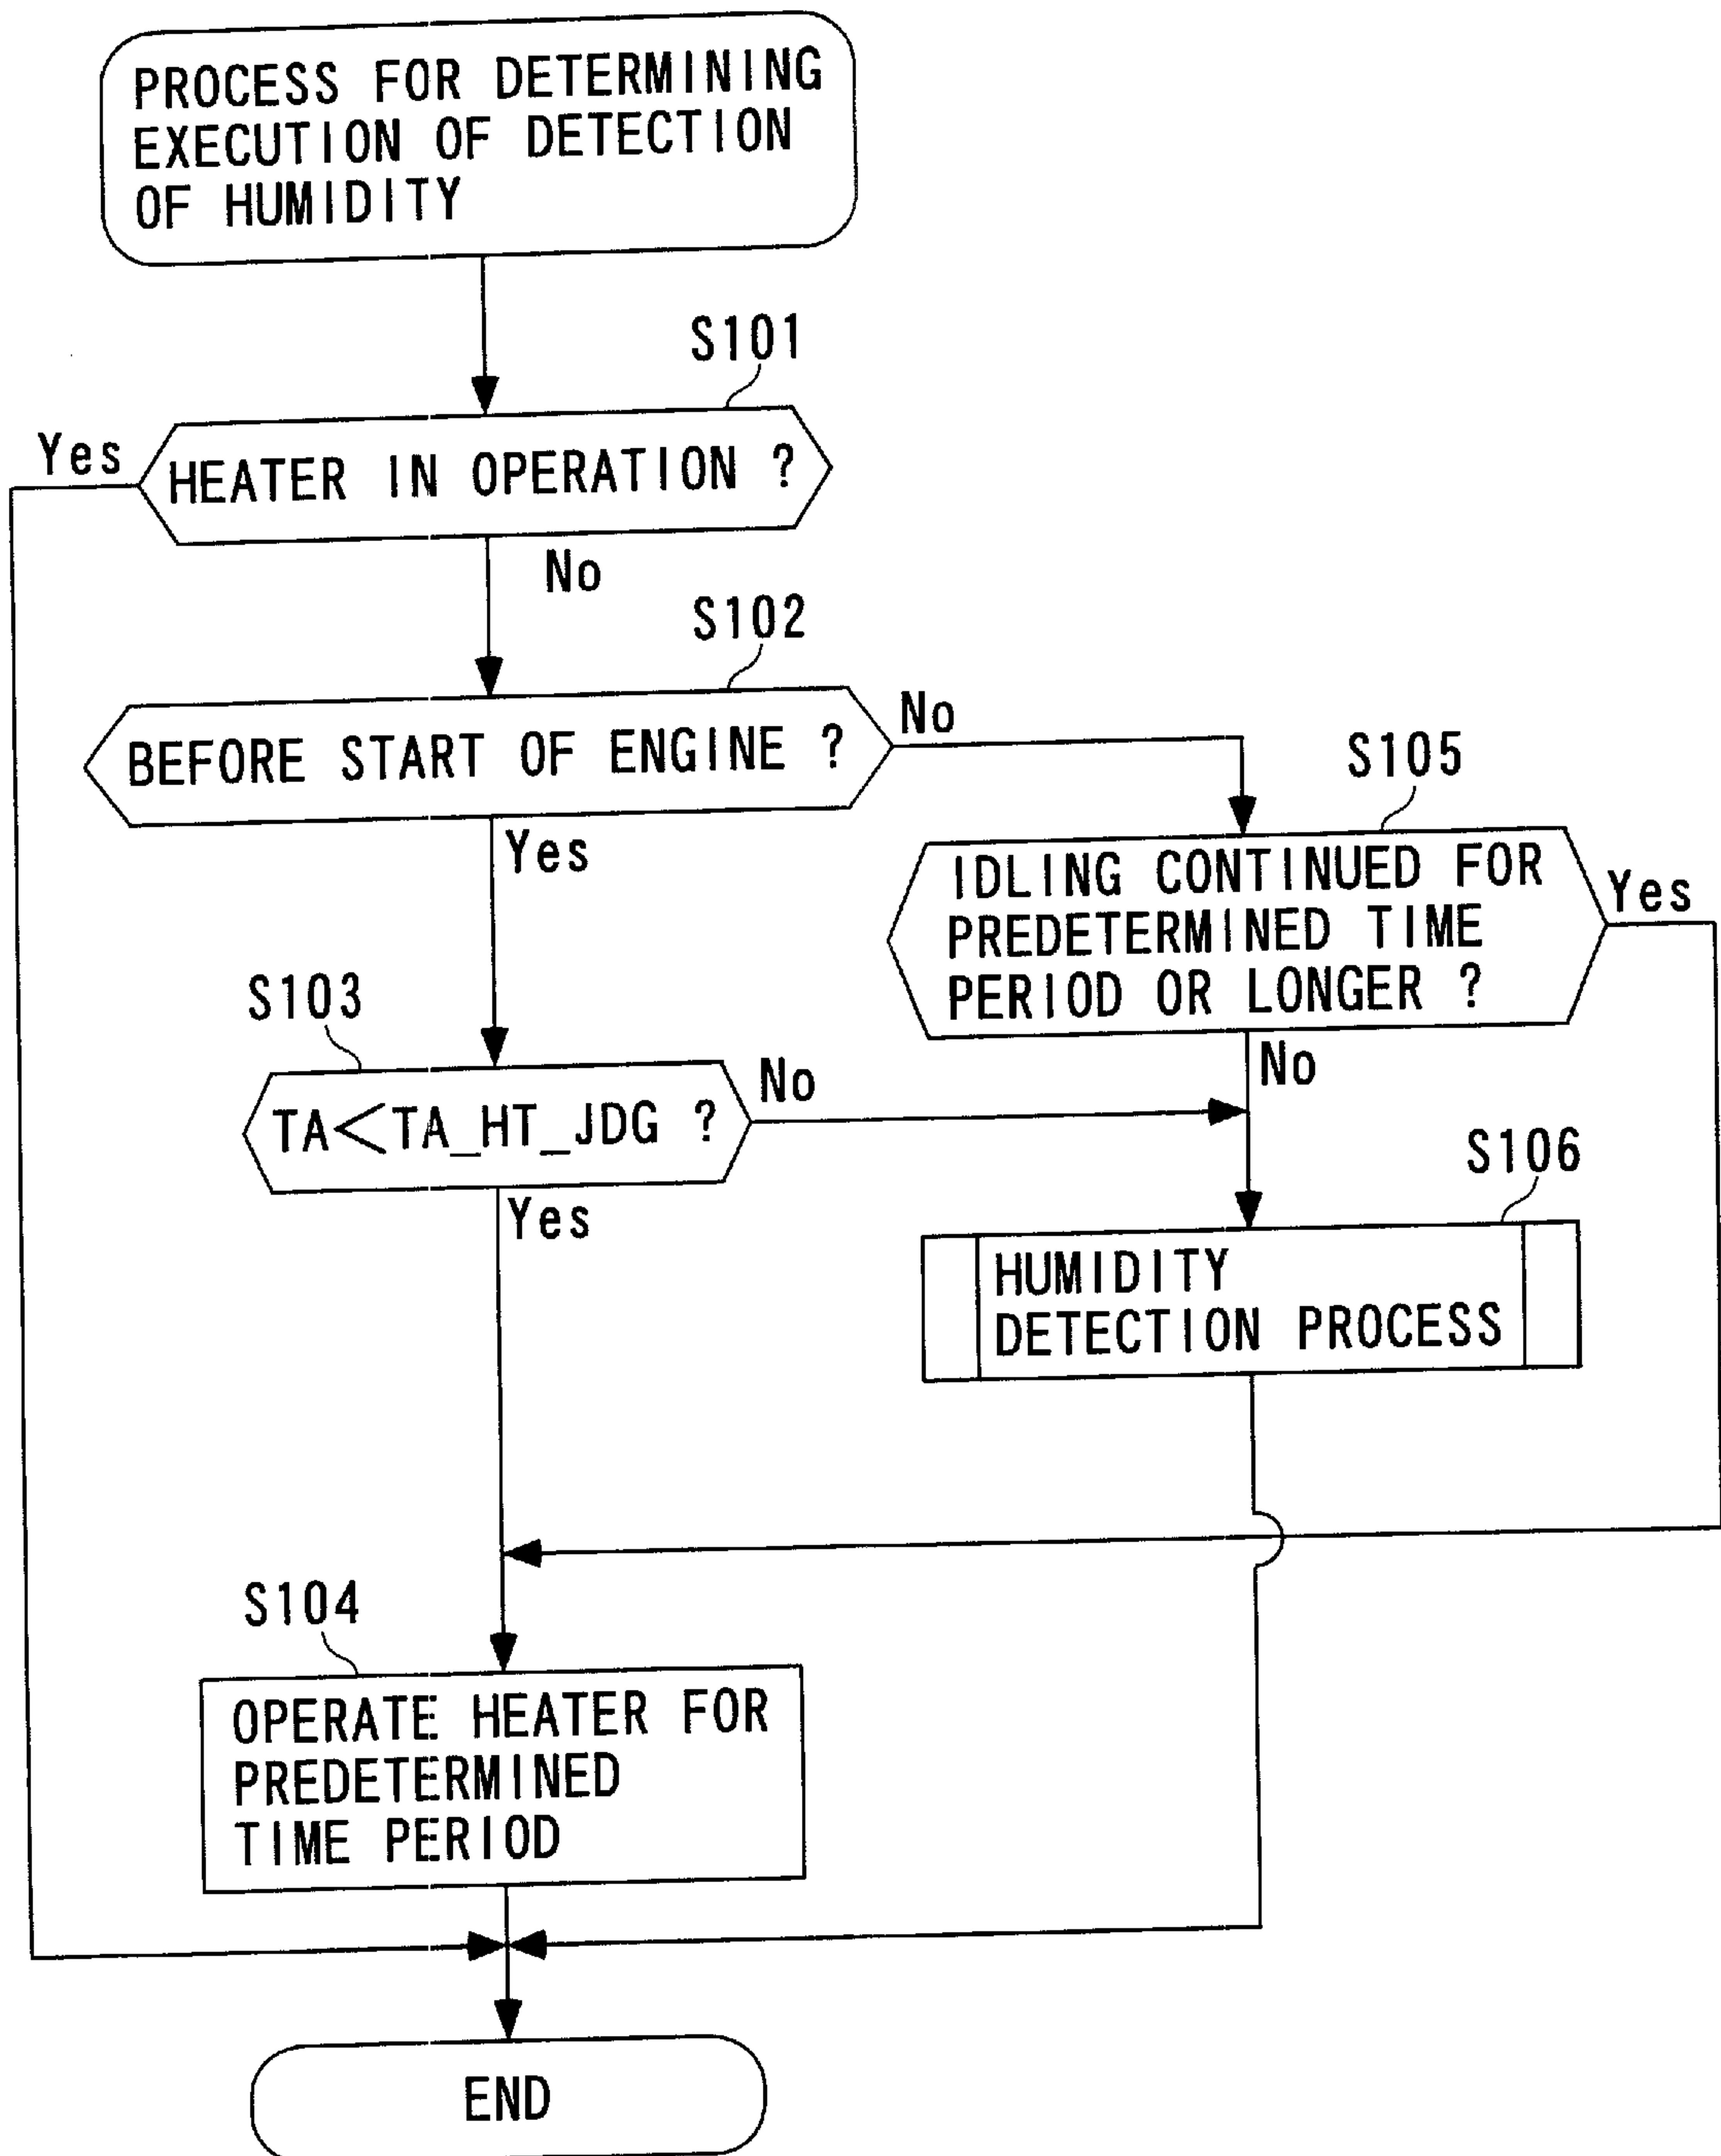 PROCESS FOR DETERMINING
EXECUTION OF DETECTION
OF HUMIDITY
S101
Yes
HEATER IN OPERATION ?
No
S102
BEFORE START OF ENGINE ?
No
Yes
S105
IDLING CONTINUED FOR
PREDETERMINED TIME
PERIOD OR LONGER ?
Yes
No
S103
TA<TA_HT_JDG ?
No
Yes
S106
HUMIDITY
DETECTION PROCESS
S104
OPERATE HEATER FOR
PREDETERMINED
TIME PERIOD
END